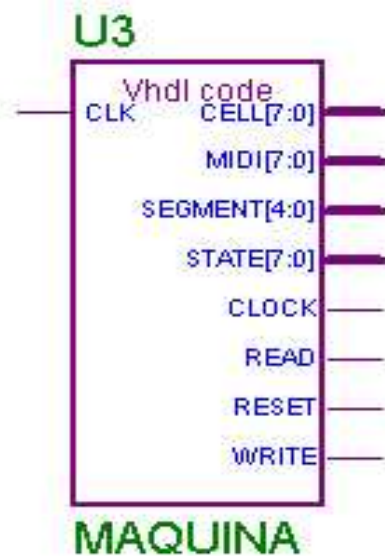 U3
Vhdl code
CLK CELL[7:0]
MIDI[7:0]
SEGMENT[4:0]
STATE[7:0]
CLOCK
READ
RESET
WRITE
MAQUINA